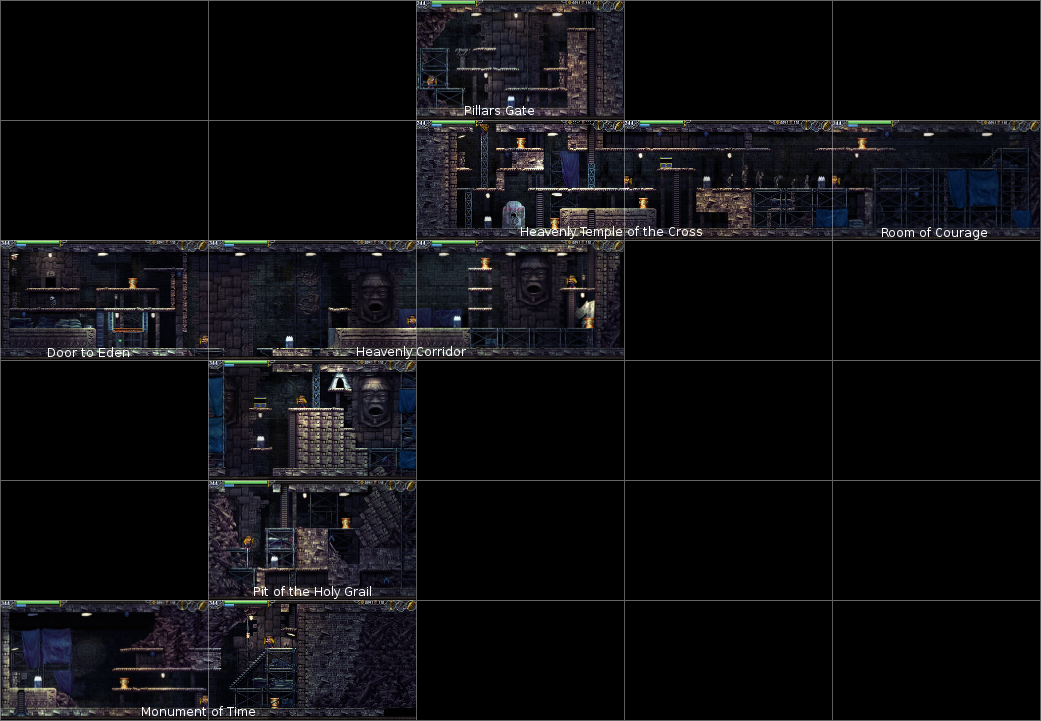 Pillars Gate
Heavenly Temple of the Cross
Room of Courage
Door to Eden
Heavenly Corridor
Pit of the Holy Grail
Monument of Time